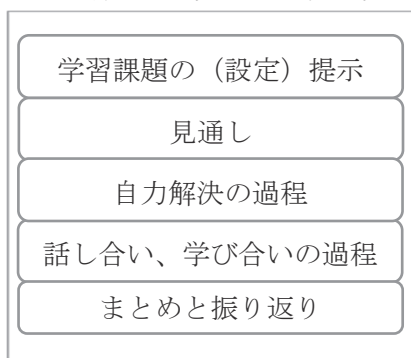 学習課題の（設定）提示
見通し
自力解決の過程
話し合い、学び合いの過程
まとめと振り返り